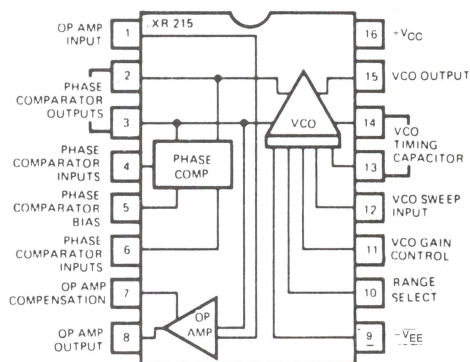 OP AMP
INPUT
1
XR 215
16
+VCC
2
15
VCO OUTPUT
PHASE
COMPARATOR
OUTPUTS
3
VCO
14
VCO
TIMING
CAPACITOR
13
PHASE
COMPARATOR
INPUTS
4
PHASE
COMP
PHASE
COMPARATOR
BIAS
5
12
VCO SWEEP
INPUT
PHASE
COMPARATOR
INPUTS
6
11
VCO GAIN
CONTROL
OP AMP
COMPENSATION
7
10
RANGE
SELECT
OP AMP
OUTPUT
8
OP
AMP
9
-VEE